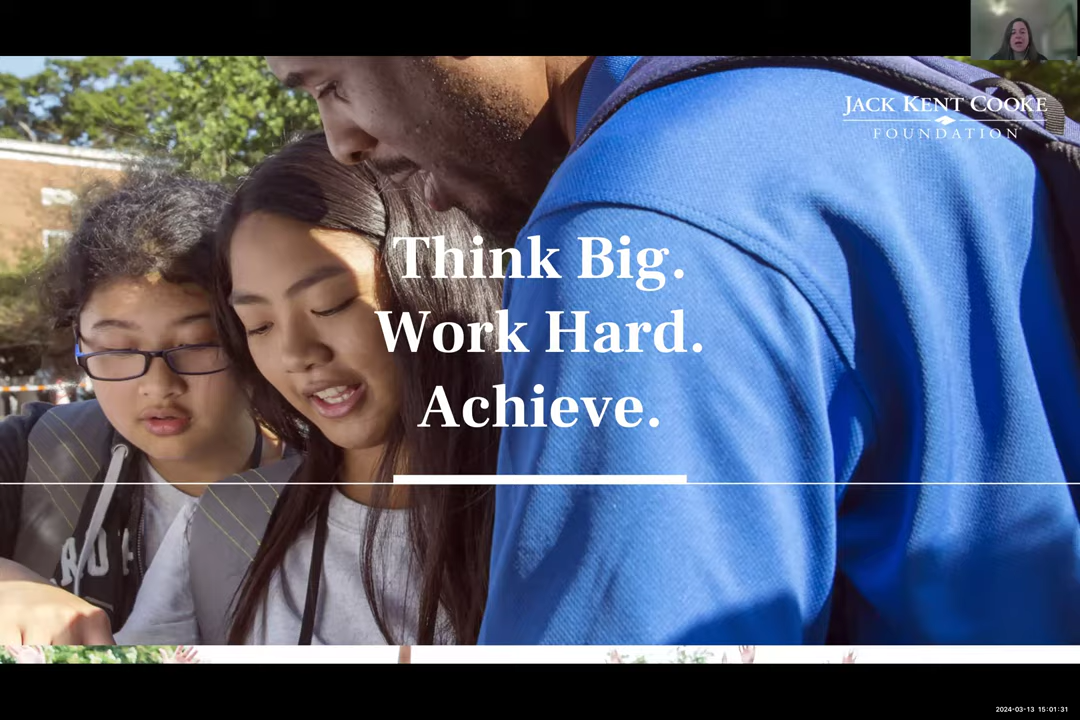 JACK KENT COOKE
FOUNDATION
Think Big.
Work Hard.
Achieve.
2024-03-13 15:01:31